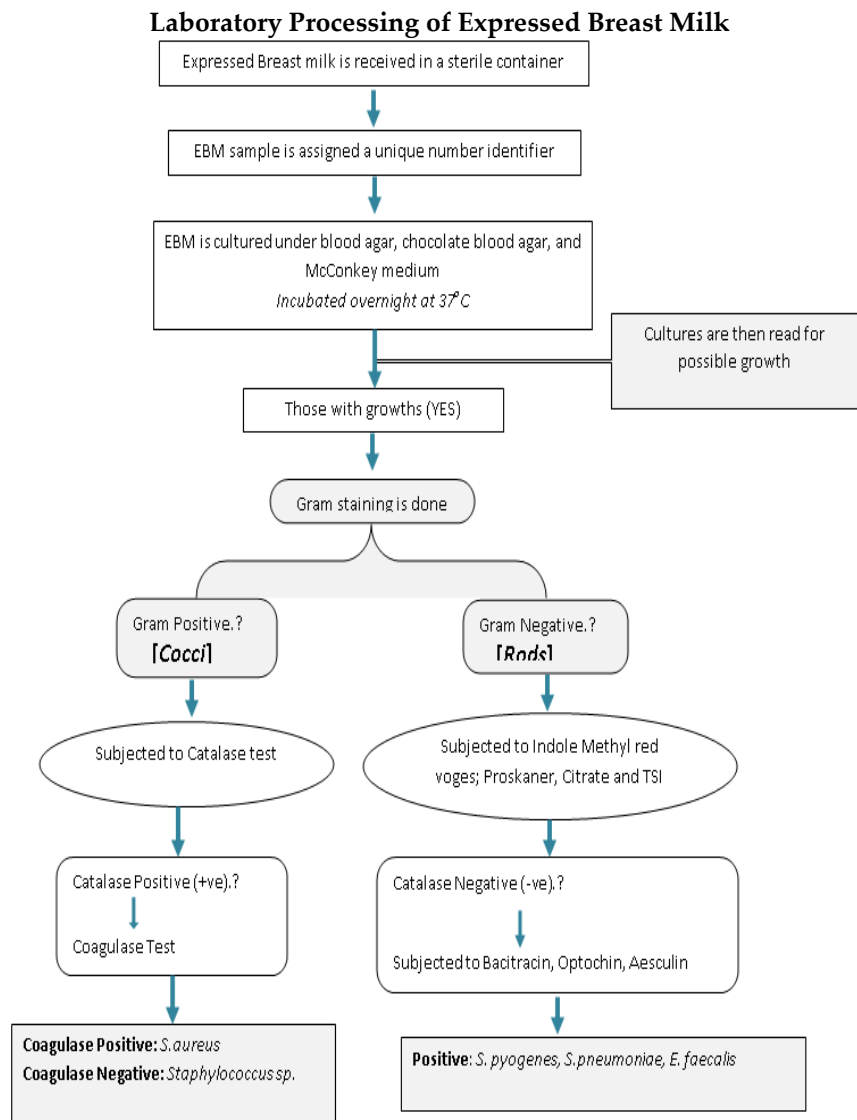 Laboratory Processing of Expressed Breast Milk
Expressed Breast milk is received in a sterile container
EBM sample is assigned a unique number identifier
EBM is cultured under blood agar, chocolate blood agar, and
McConkey medium
Incubated overnight at 37°C
Cultures are then read for
possible growth
Those with growths (YES)
Gram staining is done
Gram Positive.?
[Cocci]
Gram Negative.?
[Rods]
Subjected to Catalase test
Subjected to Indole Methyl red
voges; Proskaner, Citrate and TSI
Catalase Positive (+ve).?
Coagulase Test
Catalase Negative (-ve).?
Subjected to Bacitracin, Optochin, Aesculin
Coagulase Positive: S.aureus
Coagulase Negative: Staphylococcus sp.
Positive: S. pyogenes, S.pneumoniae, E. faecalis